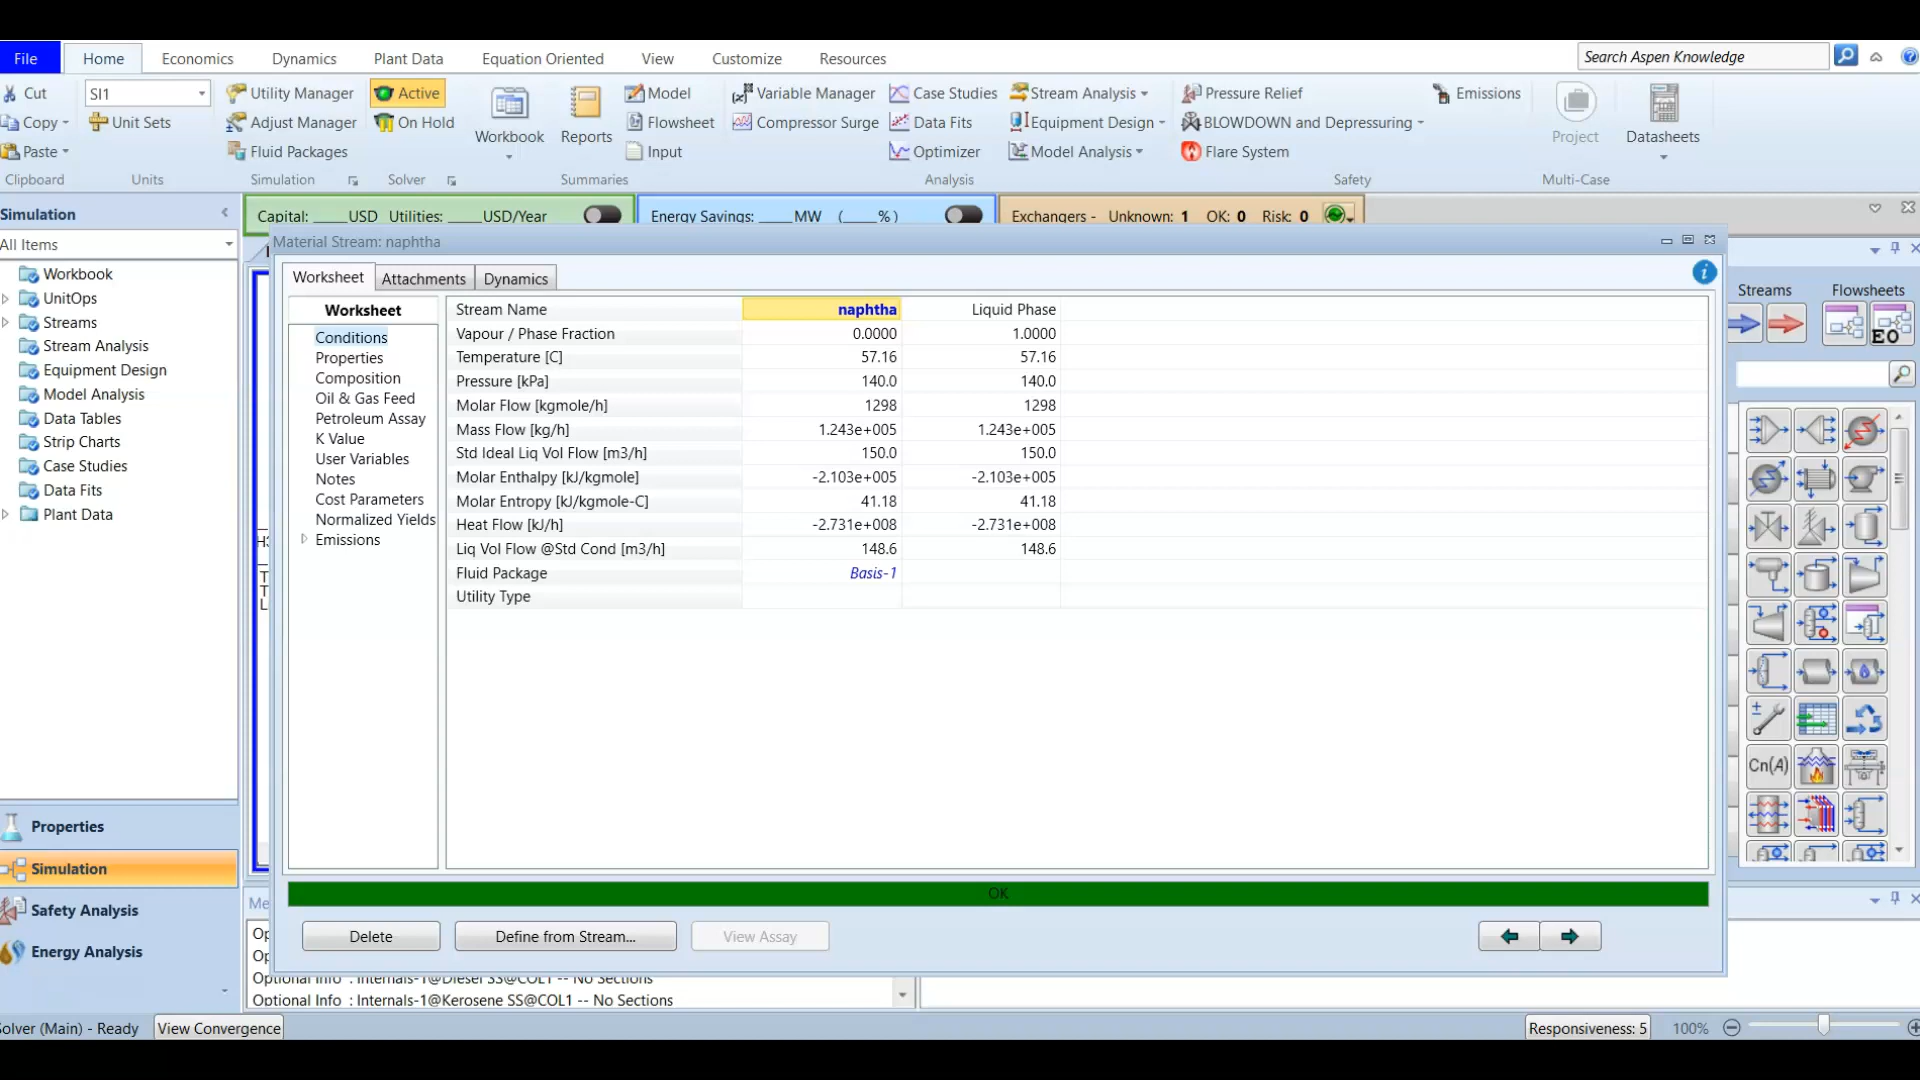 File Home Economics Dynamics Plant Data Equation Oriented View Customize Resources Search Aspen Knowledge
Cut SI1 Utility Manager Active Model Variable Manager Case Studies Stream Analysis Pressure Relief Emissions
Copy Unit Sets Adjust Manager On Hold Workbook Reports Flowsheet Compressor Surge Data Fits Equipment Design BLOWDOWN and Depressuring Project Datasheets
Paste Fluid Packages Input Optimizer Model Analysis Flare System
Clipboard Units Simulation Solver Summaries Analysis Safety Multi-Case
Simulation Capital: _____USD Utilities: _____USD/Year Energy Savings: _____MW (_____%) Exchangers - Unknown: 1 OK: 0 Risk: 0
All Items
Material Stream: naphtha
Worksheet Attachments Dynamics
Streams Flowsheets
EO
Cn(A)
Workbook
UnitOps
Streams
Stream Analysis
Equipment Design
Model Analysis
Data Tables
Strip Charts
Case Studies
Data Fits
Plant Data
Worksheet
Conditions
Properties
Composition
Oil & Gas Feed
Petroleum Assay
K Value
User Variables
Notes
Cost Parameters
Normalized Yields
Emissions
Stream Name naphtha Liquid Phase
Vapour / Phase Fraction 0.0000 1.0000
Temperature [C] 57.16 57.16
Pressure [kPa] 140.0 140.0
Molar Flow [kgmole/h] 1298 1298
Mass Flow [kg/h] 1.243e+005 1.243e+005
Std Ideal Liq Vol Flow [m3/h] 150.0 150.0
Molar Enthalpy [kJ/kgmole] -2.103e+005 -2.103e+005
Molar Entropy [kJ/kgmole-C] 41.18 41.18
Heat Flow [kJ/h] -2.731e+008 -2.731e+008
Liq Vol Flow @Std Cond [m3/h] 148.6 148.6
Fluid Package Basis-1
Utility Type
Properties
Simulation
Safety Analysis
Energy Analysis
OK
Delete Define from Stream... View Assay
Optional Info : Internals-1@Diesel SS@COL1 -- No Sections
Optional Info : Internals-1@Kerosene SS@COL1 -- No Sections
Solver (Main) - Ready View Convergence Responsiveness: 5 100%